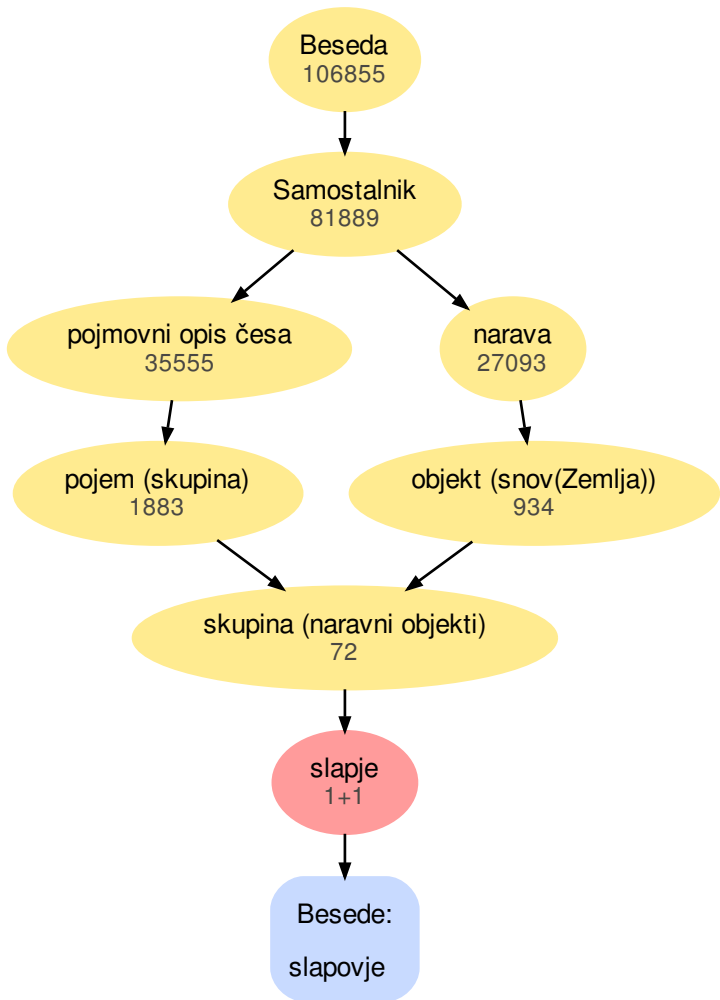 Beseda
106855
Samostalnik
81889
pojmovni opis česa
35555
narava
27093
pojem (skupina)
1883
objekt (snov(Zemlja))
934
skupina (naravni objekti)
72
slapje
1+1
Besede:
slapovje